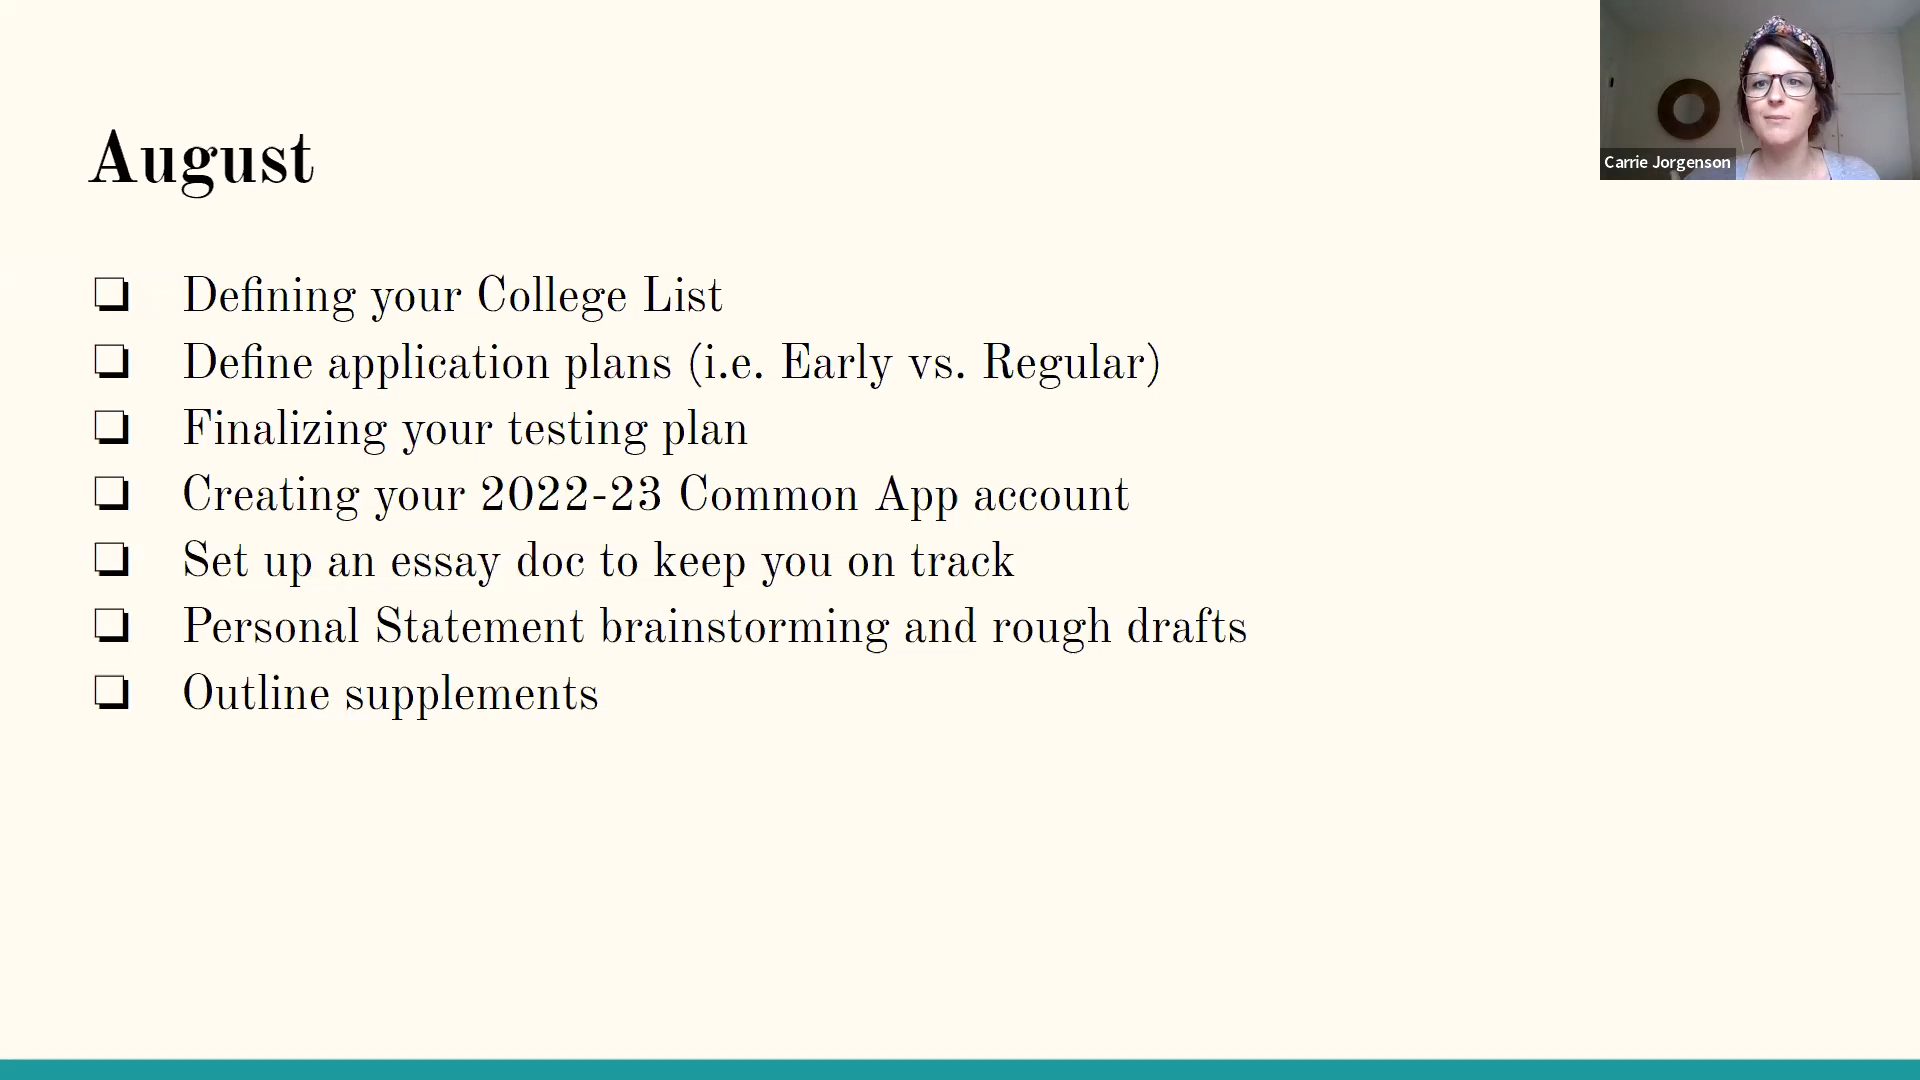 August
❏ Defining your College List
❏ Define application plans (i.e. Early vs. Regular)
❏ Finalizing your testing plan
❏ Creating your 2022-23 Common App account
❏ Set up an essay doc to keep you on track
❏ Personal Statement brainstorming and rough drafts
❏ Outline supplements
Carrie Jorgenson